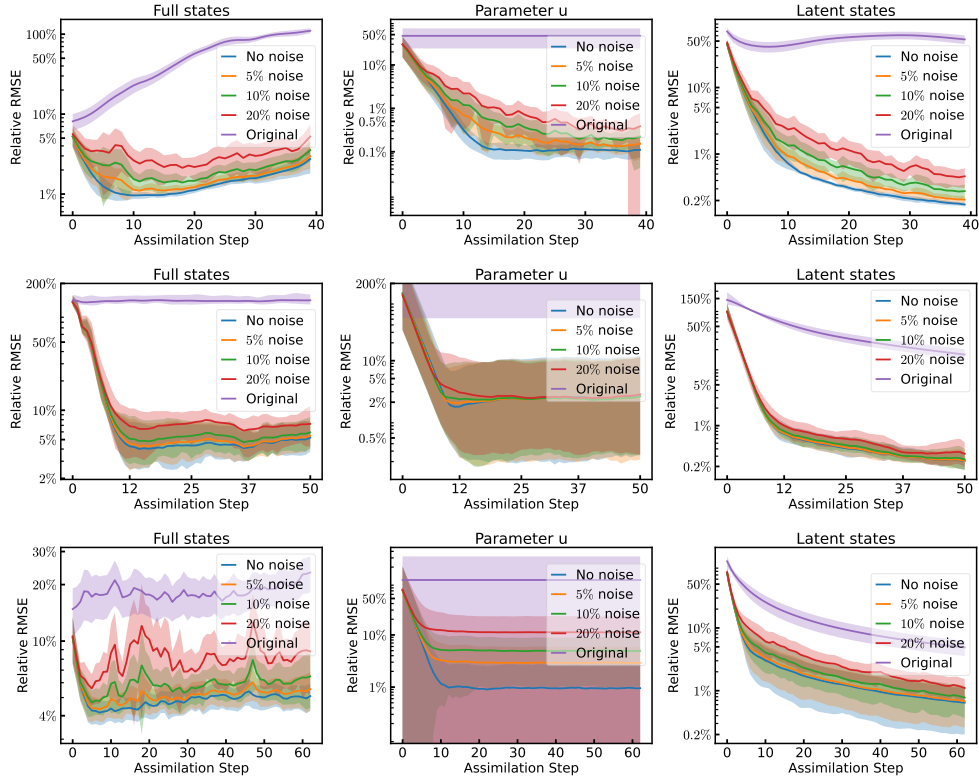 Full states
Relative RMSE
100%
50%
10%
5%
1%
0
10
20
30
40
Assimilation Step
No noise
5% noise
10% noise
20% noise
Original
Parameter u
Relative RMSE
50%
10%
1%
0.5%
0.1%
0
10
20
30
40
Assimilation Step
No noise
5% noise
10% noise
20% noise
Original
Latent states
Relative RMSE
50%
10%
5%
1%
0.2%
0
10
20
30
40
Assimilation Step
No noise
5% noise
10% noise
20% noise
Original
Full states
Relative RMSE
200%
50%
10%
5%
2%
0
12
25
37
50
Assimilation Step
No noise
5% noise
10% noise
20% noise
Original
Parameter u
Relative RMSE
200%
10%
5%
2%
0.5%
0
12
25
37
50
Assimilation Step
No noise
5% noise
10% noise
20% noise
Original
Latent states
Relative RMSE
150%
50%
5%
1%
0.2%
0
12
25
37
50
Assimilation Step
No noise
5% noise
10% noise
20% noise
Original
Full states
Relative RMSE
30%
20%
10%
4%
0
10
20
30
40
50
60
Assimilation Step
No noise
5% noise
10% noise
20% noise
Original
Parameter u
Relative RMSE
50%
10%
1%
0
10
20
30
40
50
60
Assimilation Step
No noise
5% noise
10% noise
20% noise
Original
Latent states
Relative RMSE
50%
10%
5%
1%
0.2%
0
10
20
30
40
50
60
Assimilation Step
No noise
5% noise
10% noise
20% noise
Original